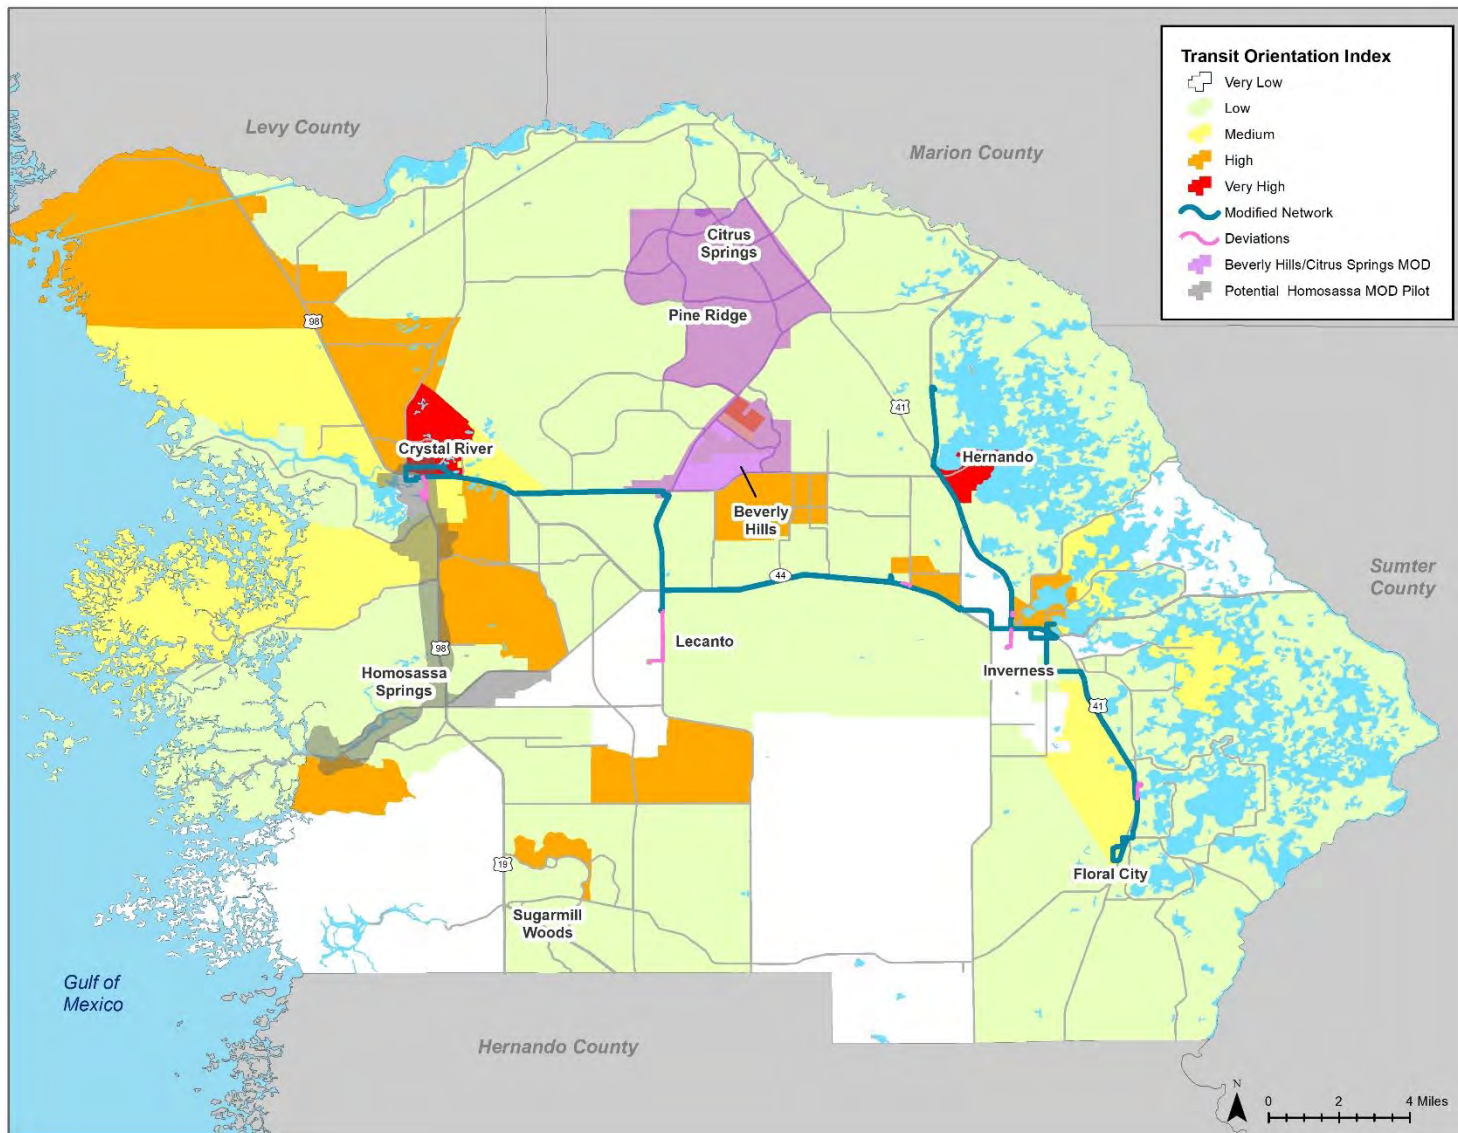 Transit Orientation Index
Very Low
Low
Medium
High
Very High
Modified Network
Deviations
Beverly Hills/Citrus Springs MOD
Potential  Homosassa MOD Pilot
Levy County
Marion County
Citrus
Springs
Pine Ridge
98
41
Crystal River
Hernando
Beverly
Hills
44
Sumter
County
98
Lecanto
Inverness
Homosassa
Springs
41
19
Floral City
Sugarmill
Woods
Gulf of
Mexico
Hernando County
N
0 2 4 Miles